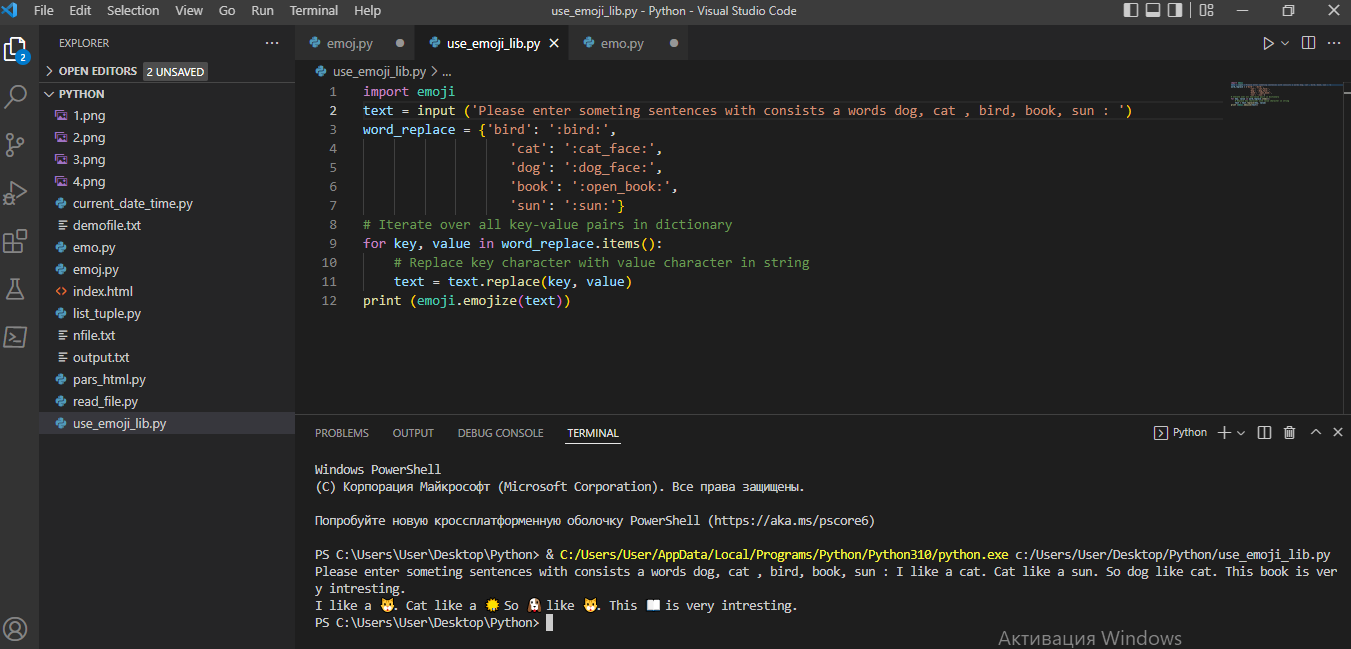 File Edit Selection View Go Run Terminal Help use_emoji_lib.py - Python - Visual Studio Code
EXPLORER
OPEN EDITORS 2 UNSAVED
PYTHON
1.png
2.png
3.png
4.png
current_date_time.py
demofile.txt
emo.py
emoj.py
index.html
list_tuple.py
nfile.txt
output.txt
pars_html.py
read_file.py
use_emoji_lib.py
2
emoj.py use_emoji_lib.py emo.py
use_emoji_lib.py > ...
1 import emoji
2 text = input ('Please enter someting sentences with consists a words dog, cat , bird, book, sun : ')
3 word_replace = {'bird': ':bird:',
4 'cat': ':cat_face:',
5 'dog': ':dog_face:',
6 'book': ':open_book:',
7 'sun': ':sun:'}
8 # Iterate over all key-value pairs in dictionary
9 for key, value in word_replace.items():
10 # Replace key character with value character in string
11 text = text.replace(key, value)
12 print (emoji.emojize(text))
PROBLEMS OUTPUT DEBUG CONSOLE TERMINAL Python
Windows PowerShell
(C) Корпорация Майкрософт (Microsoft Corporation). Все права защищены.
Попробуйте новую кроссплатформенную оболочку PowerShell (https://aka.ms/pscore6)
PS C:\Users\User\Desktop\Python> & C:/Users/User/AppData/Local/Programs/Python/Python310/python.exe c:/Users/User/Desktop/Python/use_emoji_lib.py
Please enter someting sentences with consists a words dog, cat , bird, book, sun : I like a cat. Cat like a sun. So dog like cat. This book is ver
y intresting.
I like a 🐱. Cat like a ☀ So 🐶 like 🐱. This 📖 is very intresting.
PS C:\Users\User\Desktop\Python>
Активация Windows